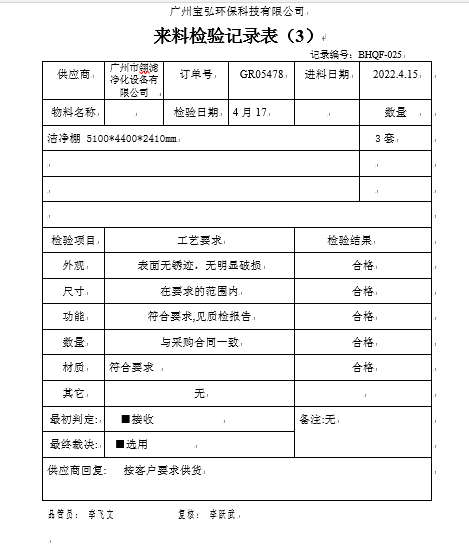 广州宝弘环保科技有限公司
来料检验记录表（3）
记录编号：BHQF-025
供应商 广州市翎滤净化设备有限公司 订单号 GR05478 进料日期 2022.4.15
物料名称 检验日期 4月17 数量
洁净棚 5100*4400*2410mm 3套
检验项目 工艺要求 检验结果
外观 表面无锈迹，无明显破损 合格
尺寸 在要求的范围内 合格
功能 符合要求,见质检报告 合格
数量 与采购合同一致 合格
材质 符合要求 合格
其它 无
最初判定: ■接收 备注:无
最终裁决: ■选用
供应商回复: 按客户要求供货
品管员： 李飞文 复核： 李跃武